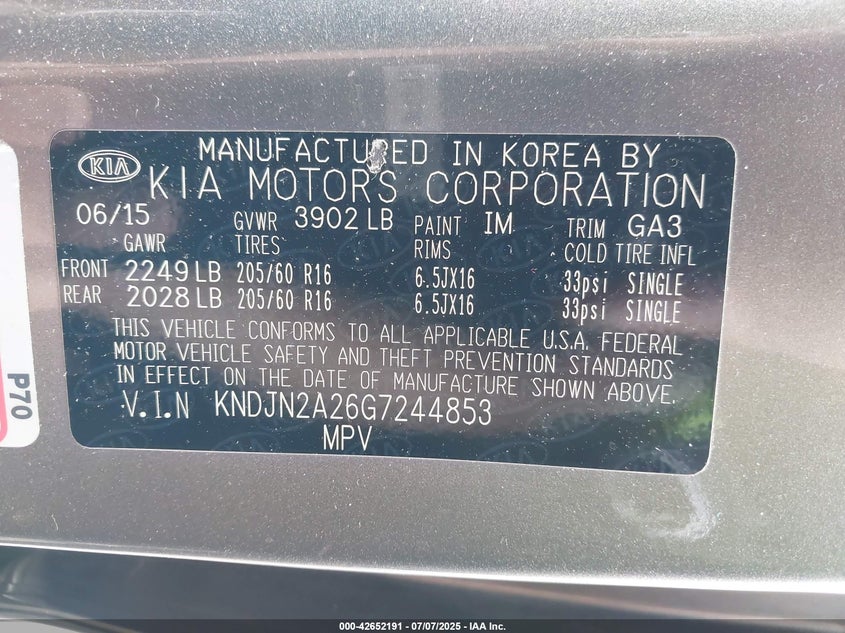 MANUFACTURED IN KOREA BY
KIA KIA MOTORS CORPORATION
06/15 GVWR 3902 LB PAINT IM TRIM GA3
GAWR TIRES RIMS COLD TIRE INFL
FRONT 2249 LB 205/60 R16 6.5JX16 33psi SINGLE
REAR 2028 LB 205/60 R16 6.5JX16 33psi SINGLE
THIS VEHICLE CONFORMS TO ALL APPLICABLE U.S.A. FEDERAL
MOTOR VEHICLE SAFETY AND THEFT PREVENTION STANDARDS
IN EFFECT ON THE DATE OF MANUFACTURE SHOWN ABOVE.
V.I.N KNDJN2A26G7244853
MPV
P70
000-42652191 - 07/07/2025 - IAA Inc.